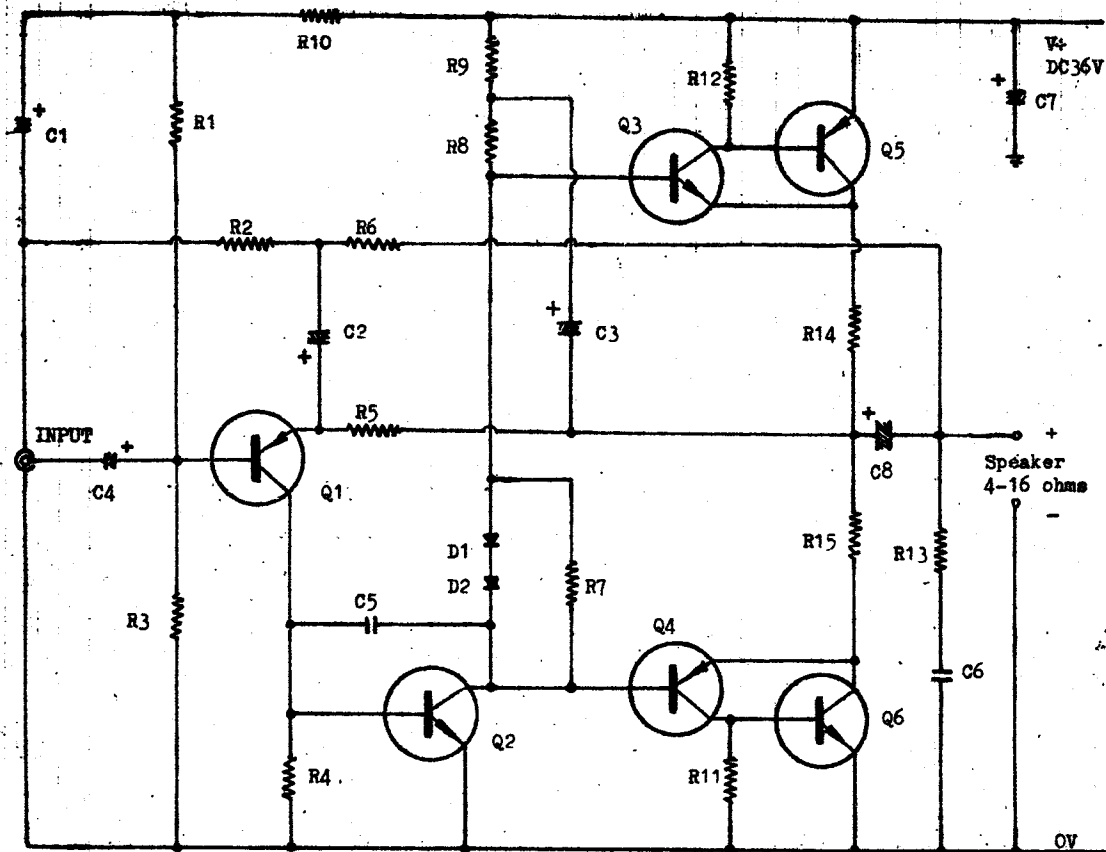 R10
V+
DC36V
R9
R12
C7
C1
R1
Q3
R8
Q5
R2
R6
C2
C3
R14
R5
INPUT
C4
Q1
C8
+
Speaker
4-16 ohms
-
D1
R15
R13
D2
R7
C5
R3
Q4
C6
Q2
Q6
R4
R11
0V